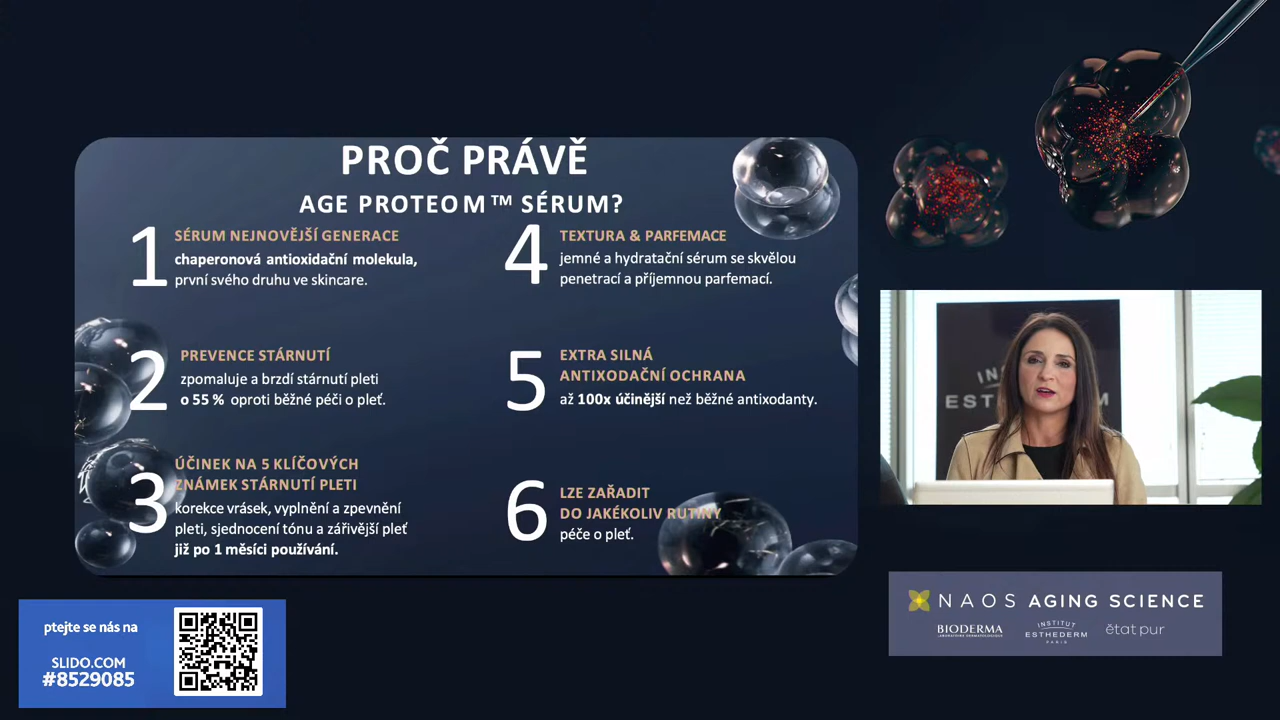 PROČ PRÁVĚ
AGE PROTEOM™ SÉRUM?
1
SÉRUM NEJNOVĚJŠÍ GENERACE
chaperonová antioxidační molekula,
první svého druhu ve skincare.
2
PREVENCE STÁRNUTÍ
zpomaluje a brzdí stárnutí pleti
o 55 % oproti běžné péči o pleť.
3
ÚČINEK NA 5 KLÍČOVÝCH
ZNÁMEK STÁRNUTÍ PLETI
korekce vrásek, vyplnění a zpevnění
pleti, sjednocení tónu a zářivější pleť
již po 1 měsíci používání.
4
TEXTURA & PARFEMACE
jemné a hydratační sérum se skvělou
penetrací a příjemnou parfemací.
5
EXTRA SILNÁ
ANTIXODAČNÍ OCHRANA
až 100x účinější než běžné antixodanty.
6
LZE ZAŘADIT
DO JAKÉKOLIV RUTINY
péče o pleť.
ptejte se nás na
SLIDO.COM
#8529085
NAOS AGING SCIENCE
BIODERMA
LABORATOIRE DERMATOLOGIQUE
INSTITUT
ESTHEDERM
PARIS
état pur